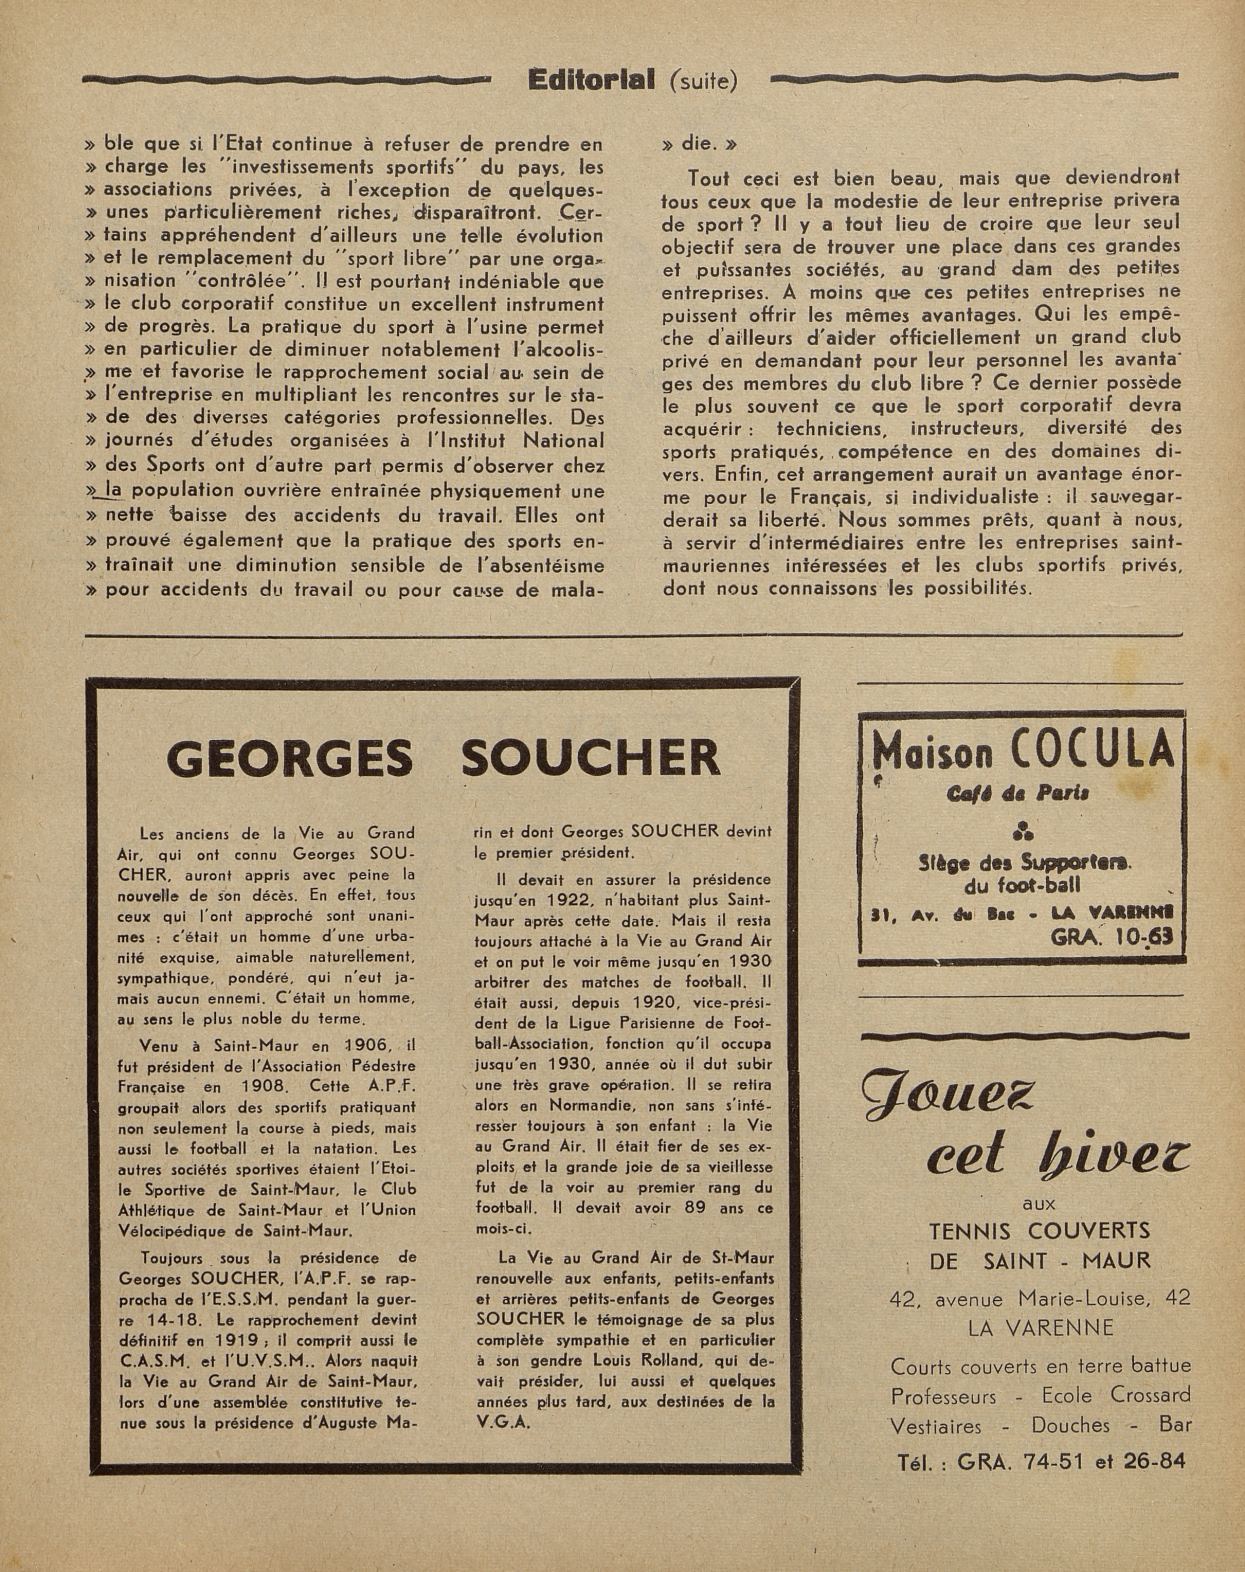 Editorial (suite)
» ble que si l'Etat continue à refuser de prendre en
» charge les "investissements sportifs" du pays, les
» associations privées, à l'exception de quelques-
» unes particulièrement riches, disparaîtront. Cer-
» tains appréhendent d'ailleurs une telle évolution
» et le remplacement du "sport libre" par une orga-
» nisation "contrôlée". Il est pourtant indéniable que
» le club corporatif constitue un excellent instrument
» de progrès. La pratique du sport à l'usine permet
» en particulier de diminuer notablement l'alcoolis-
» me et favorise le rapprochement social au sein de
» l'entreprise en multipliant les rencontres sur le sta-
» de des diverses catégories professionnelles. Des
» journés d'études organisées à l'Institut National
» des Sports ont d'autre part permis d'observer chez
» la population ouvrière entraînée physiquement une
» nette baisse des accidents du travail. Elles ont
» prouvé également que la pratique des sports en-
» traînait une diminution sensible de l'absentéisme
» pour accidents du travail ou pour cause de mala-
» die. »
Tout ceci est bien beau, mais que deviendront
tous ceux que la modestie de leur entreprise privera
de sport ? Il y a tout lieu de croire que leur seul
objectif sera de trouver une place dans ces grandes
et puissantes sociétés, au grand dam des petites
entreprises. A moins que ces petites entreprises ne
puissent offrir les mêmes avantages. Qui les empê-
che d'ailleurs d'aider officiellement un grand club
privé en demandant pour leur personnel les avanta-
ges des membres du club libre ? Ce dernier possède
le plus souvent ce que le sport corporatif devra
acquérir : techniciens, instructeurs, diversité des
sports pratiqués, compétence en des domaines di-
vers. Enfin, cet arrangement aurait un avantage énor-
me pour le Français, si individualiste : il sauvegar-
derait sa liberté. Nous sommes prêts, quant à nous,
à servir d'intermédiaires entre les entreprises saint-
mauriennes intéressées et les clubs sportifs privés,
dont nous connaissons les possibilités.
GEORGES SOUCHER
Les anciens de la Vie au Grand
Air, qui ont connu Georges SOU-
CHER, auront appris avec peine la
nouvelle de son décès. En effet, tous
ceux qui l'ont approché sont unani-
mes : c'était un homme d'une urba-
nité exquise, aimable naturellement,
sympathique, pondéré, qui n'eut ja-
mais aucun ennemi. C'était un homme,
au sens le plus noble du terme.
Venu à Saint-Maur en 1906, il
fut président de l'Association Pédestre
Française en 1908. Cette A.P.F.
groupait alors des sportifs pratiquant
non seulement la course à pieds, mais
aussi le football et la natation. Les
autres sociétés sportives étaient l'Etoi-
le Sportive de Saint-Maur, le Club
Athlétique de Saint-Maur et l'Union
Vélocipédique de Saint-Maur.
Toujours sous la présidence de
Georges SOUCHER, l'A.P.F. se rap-
procha de l'E.S.S.M. pendant la guer-
re 14-18. Le rapprochement devint
définitif en 1919 ; il comprit aussi le
C.A.S.M. et l'U.V.S.M.. Alors naquit
la Vie au Grand Air de Saint-Maur,
lors d'une assemblée constitutive te-
nue sous la présidence d'Auguste Ma-
rin et dont Georges SOUCHER devint
le premier président.
Il devait en assurer la présidence
jusqu'en 1922, n'habitant plus Saint-
Maur après cette date. Mais il resta
toujours attaché à la Vie au Grand Air
et on put le voir même jusqu'en 1930
arbitrer des matches de football. Il
était aussi, depuis 1920, vice-prési-
dent de la Ligue Parisienne de Foot-
ball-Association, fonction qu'il occupa
jusqu'en 1930, année où il dut subir
une très grave opération. Il se retira
alors en Normandie, non sans s'inté-
resser toujours à son enfant : la Vie
au Grand Air. Il était fier de ses ex-
ploits et la grande joie de sa vieillesse
fut de la voir au premier rang du
football. Il devait avoir 89 ans ce
mois-ci.
La Vie au Grand Air de St-Maur
renouvelle aux enfants, petits-enfants
et arrières petits-enfants de Georges
SOUCHER le témoignage de sa plus
complète sympathie et en particulier
à son gendre Louis Rolland, qui de-
vait présider, lui aussi et quelques
années plus tard, aux destinées de la
V.G.A.
Maison COCULA
Café de Paris
Siège des Supporters
du foot-ball
31, Av. du Bac - LA VARENNE
GRA. 10-63
Jouez
cet hiver
aux
TENNIS COUVERTS
DE SAINT - MAUR
42, avenue Marie-Louise, 42
LA VARENNE
Courts couverts en terre battue
Professeurs - Ecole Crossard
Vestiaires - Douches - Bar
Tél. : GRA. 74-51 et 26-84